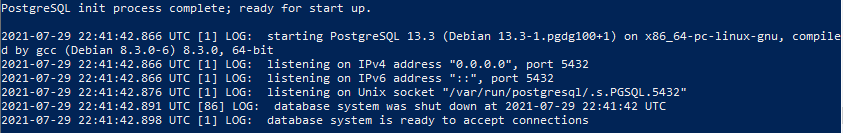 PostgreSQL init process complete; ready for start up.
2021-07-29 22:41:42.866 UTC [1] LOG:  starting PostgreSQL 13.3 (Debian 13.3-1.pgdg100+1) on x86_64-pc-linux-gnu, compile
d by gcc (Debian 8.3.0-6) 8.3.0, 64-bit
2021-07-29 22:41:42.866 UTC [1] LOG:  listening on IPv4 address "0.0.0.0", port 5432
2021-07-29 22:41:42.866 UTC [1] LOG:  listening on IPv6 address "::", port 5432
2021-07-29 22:41:42.876 UTC [1] LOG:  listening on Unix socket "/var/run/postgresql/.s.PGSQL.5432"
2021-07-29 22:41:42.891 UTC [86] LOG:  database system was shut down at 2021-07-29 22:41:42 UTC
2021-07-29 22:41:42.898 UTC [1] LOG:  database system is ready to accept connections